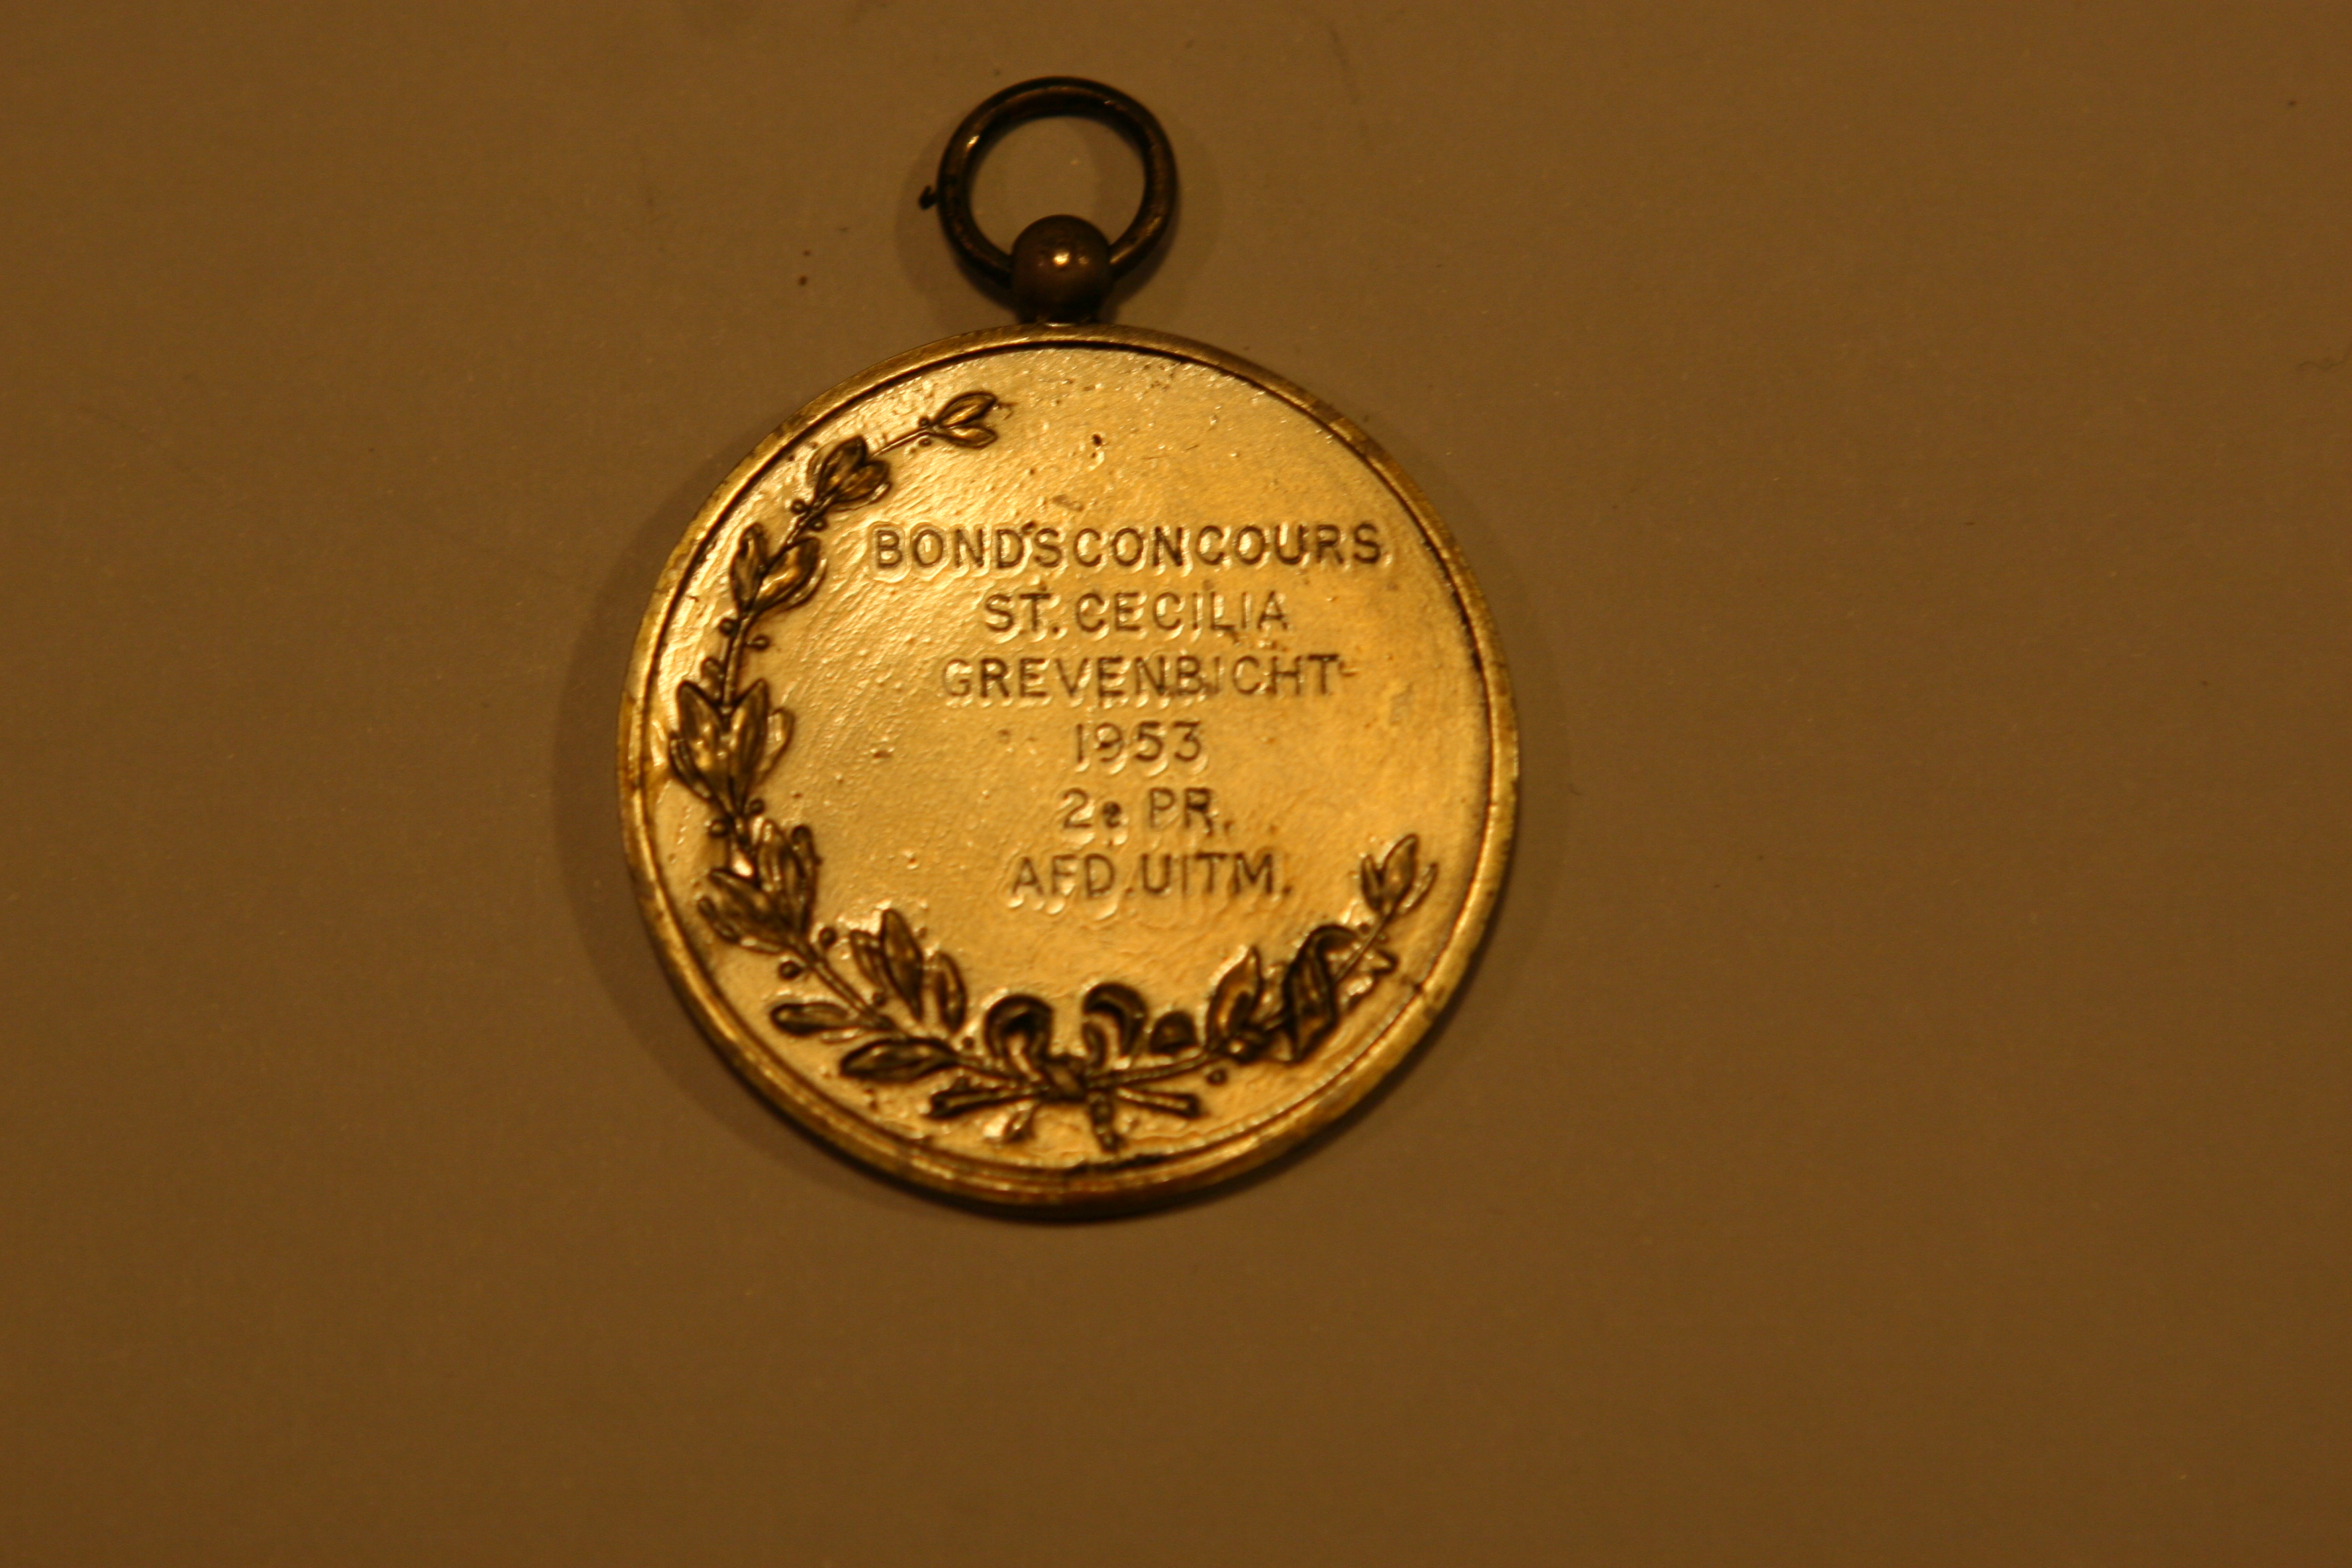 BONDSCONCOURS
ST. CECILIA
GREVENBICHT
1953
2e PR.
AFD. UITM.